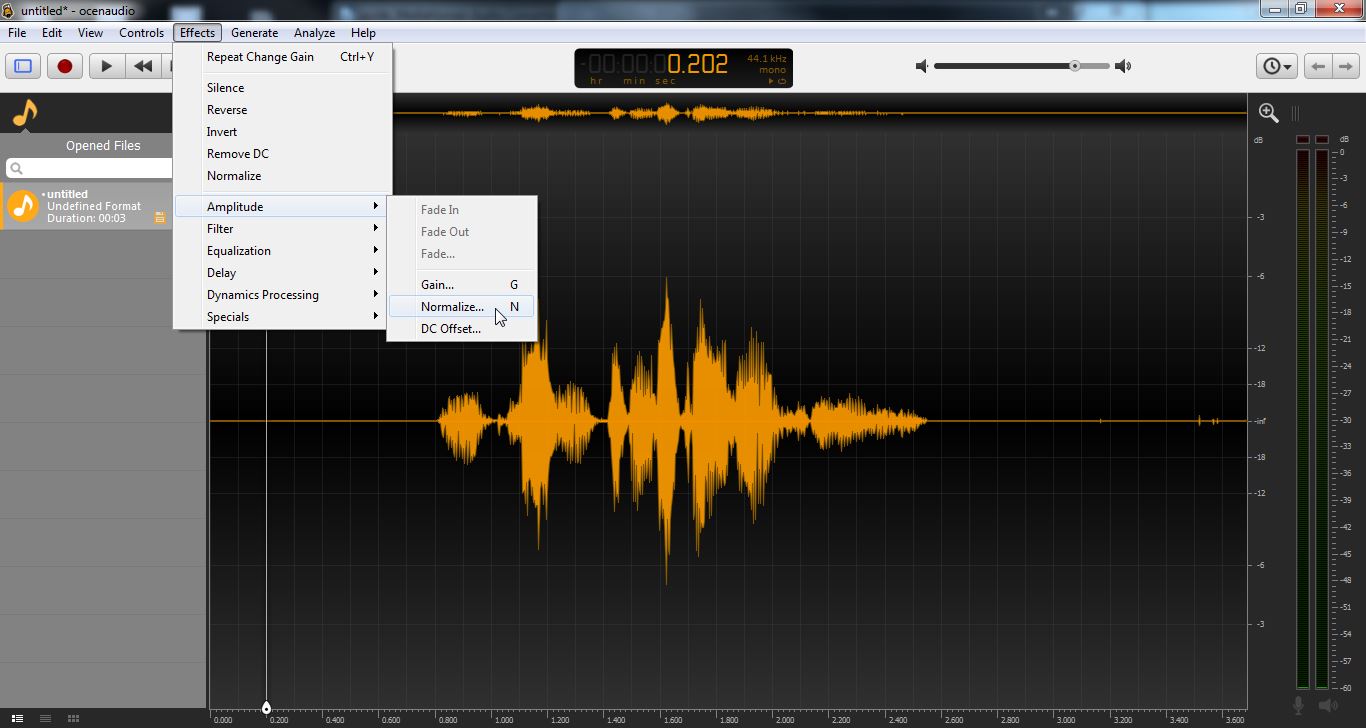 untitled* - ocenaudio
File Edit View Controls Effects Generate Analyze Help
Repeat Change Gain Ctrl+Y
Silence
Reverse
Invert
Remove DC
Normalize
Amplitude
Filter
Equalization
Delay
Dynamics Processing
Specials
Fade In
Fade Out
Fade...
Gain... G
Normalize... N
DC Offset...
-00:00:00.202
hr min sec
44.1 kHz
mono
Opened Files
• untitled
Undefined Format
Duration: 00:03
dB
-3
-6
-12
-18
-inf
-18
-12
-6
-3
dB
0
-3
-6
-9
-12
-15
-18
-21
-24
-27
-30
-33
-36
-39
-42
-45
-48
-51
-54
-57
-60
0.000 0.200 0.400 0.600 0.800 1.000 1.200 1.400 1.600 1.800 2.000 2.200 2.400 2.600 2.800 3.000 3.200 3.400 3.600